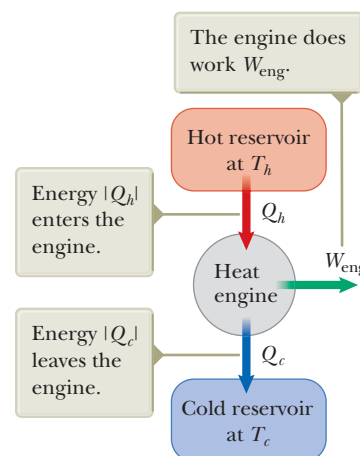 The engine does
work W_eng.
Hot reservoir
at T_h
Energy |Q_h|
enters the
engine.
Q_h
Heat
engine
W_eng
Energy |Q_c|
leaves the
engine.
Q_c
Cold reservoir
at T_c